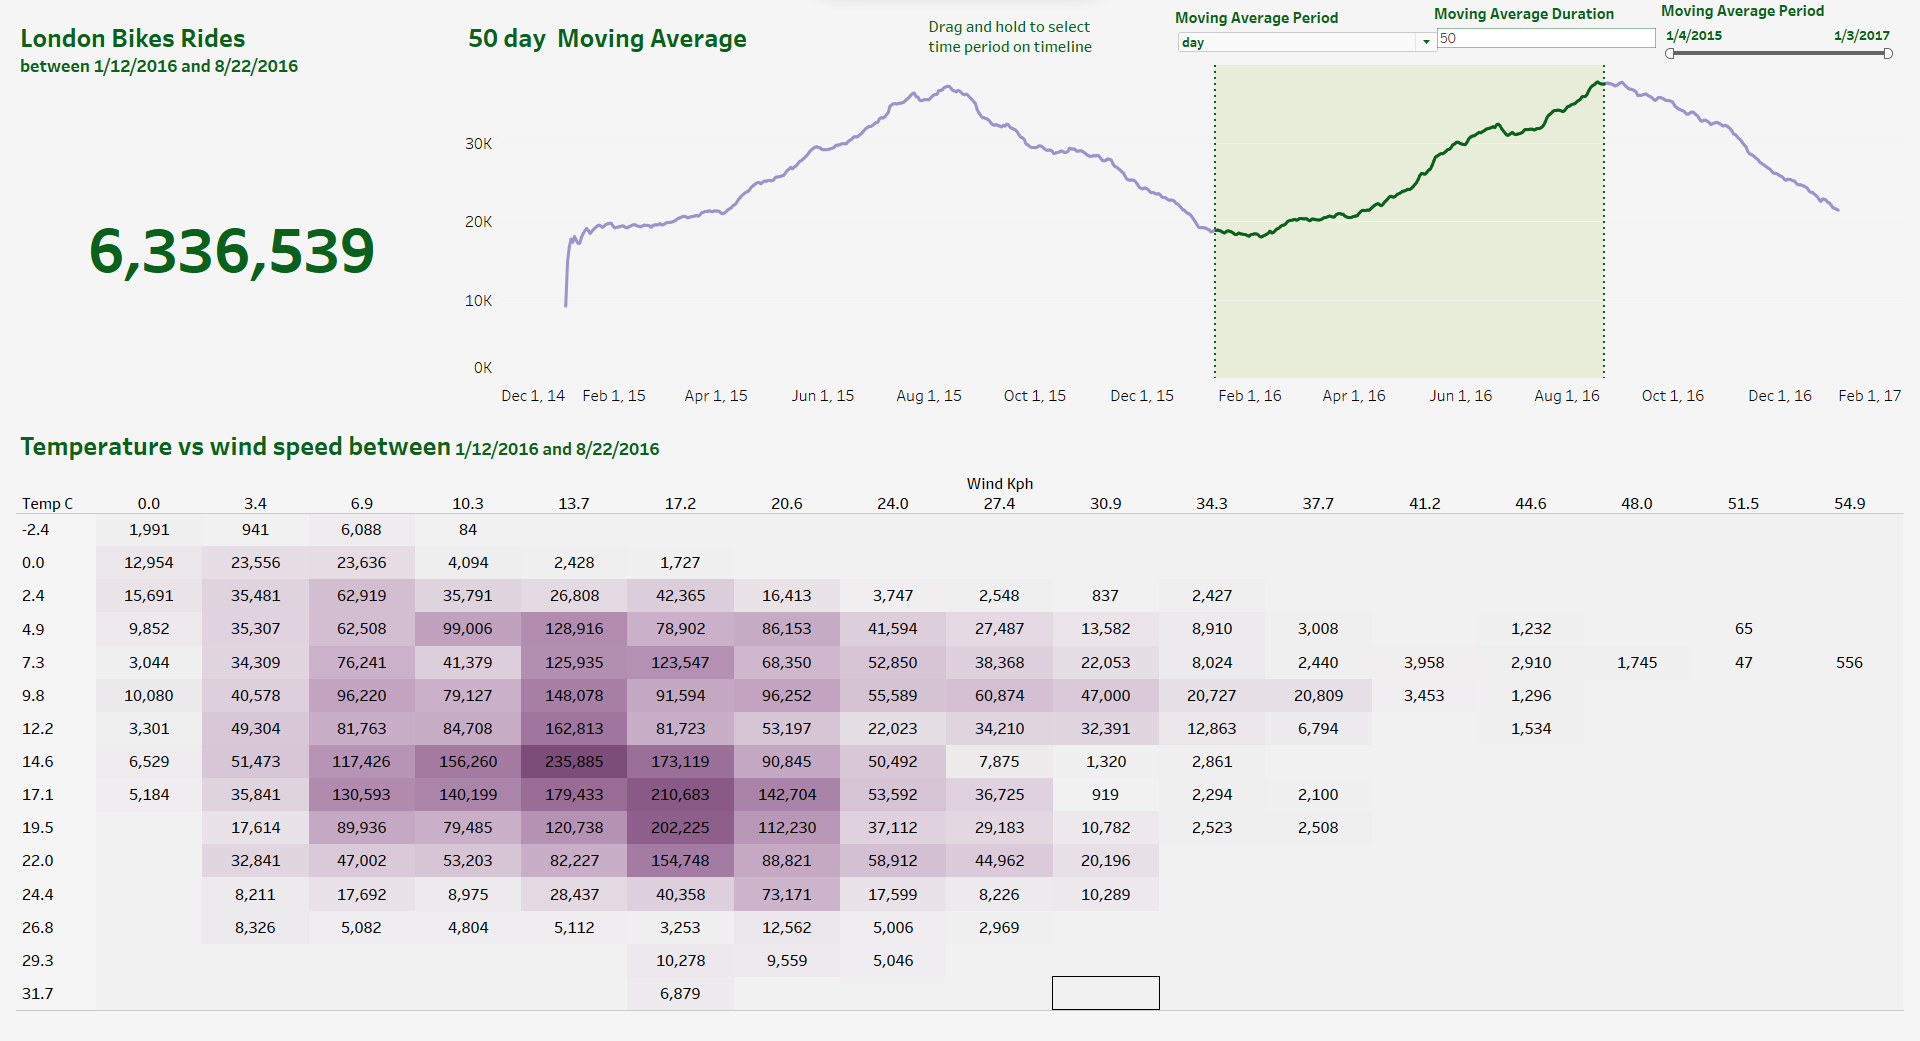 London Bikes Rides
between 1/12/2016 and 8/22/2016
6,336,539
50 day  Moving Average
Drag and hold to select
time period on timeline
Moving Average Period
day
Moving Average Duration
50
Moving Average Period
1/4/2015 1/3/2017
30K
20K
10K
0K
Dec 1, 14 Feb 1, 15 Apr 1, 15 Jun 1, 15 Aug 1, 15 Oct 1, 15 Dec 1, 15 Feb 1, 16 Apr 1, 16 Jun 1, 16 Aug 1, 16 Oct 1, 16 Dec 1, 16 Feb 1, 17
Temperature vs wind speed between 1/12/2016 and 8/22/2016
Wind Kph
Temp C 0.0 3.4 6.9 10.3 13.7 17.2 20.6 24.0 27.4 30.9 34.3 37.7 41.2 44.6 48.0 51.5 54.9
-2.4 1,991 941 6,088 84
0.0 12,954 23,556 23,636 4,094 2,428 1,727
2.4 15,691 35,481 62,919 35,791 26,808 42,365 16,413 3,747 2,548 837 2,427
4.9 9,852 35,307 62,508 99,006 128,916 78,902 86,153 41,594 27,487 13,582 8,910 3,008 1,232 65
7.3 3,044 34,309 76,241 41,379 125,935 123,547 68,350 52,850 38,368 22,053 8,024 2,440 3,958 2,910 1,745 47 556
9.8 10,080 40,578 96,220 79,127 148,078 91,594 96,252 55,589 60,874 47,000 20,727 20,809 3,453 1,296
12.2 3,301 49,304 81,763 84,708 162,813 81,723 53,197 22,023 34,210 32,391 12,863 6,794 1,534
14.6 6,529 51,473 117,426 156,260 235,885 173,119 90,845 50,492 7,875 1,320 2,861
17.1 5,184 35,841 130,593 140,199 179,433 210,683 142,704 53,592 36,725 919 2,294 2,100
19.5 17,614 89,936 79,485 120,738 202,225 112,230 37,112 29,183 10,782 2,523 2,508
22.0 32,841 47,002 53,203 82,227 154,748 88,821 58,912 44,962 20,196
24.4 8,211 17,692 8,975 28,437 40,358 73,171 17,599 8,226 10,289
26.8 8,326 5,082 4,804 5,112 3,253 12,562 5,006 2,969
29.3 10,278 9,559 5,046
31.7 6,879